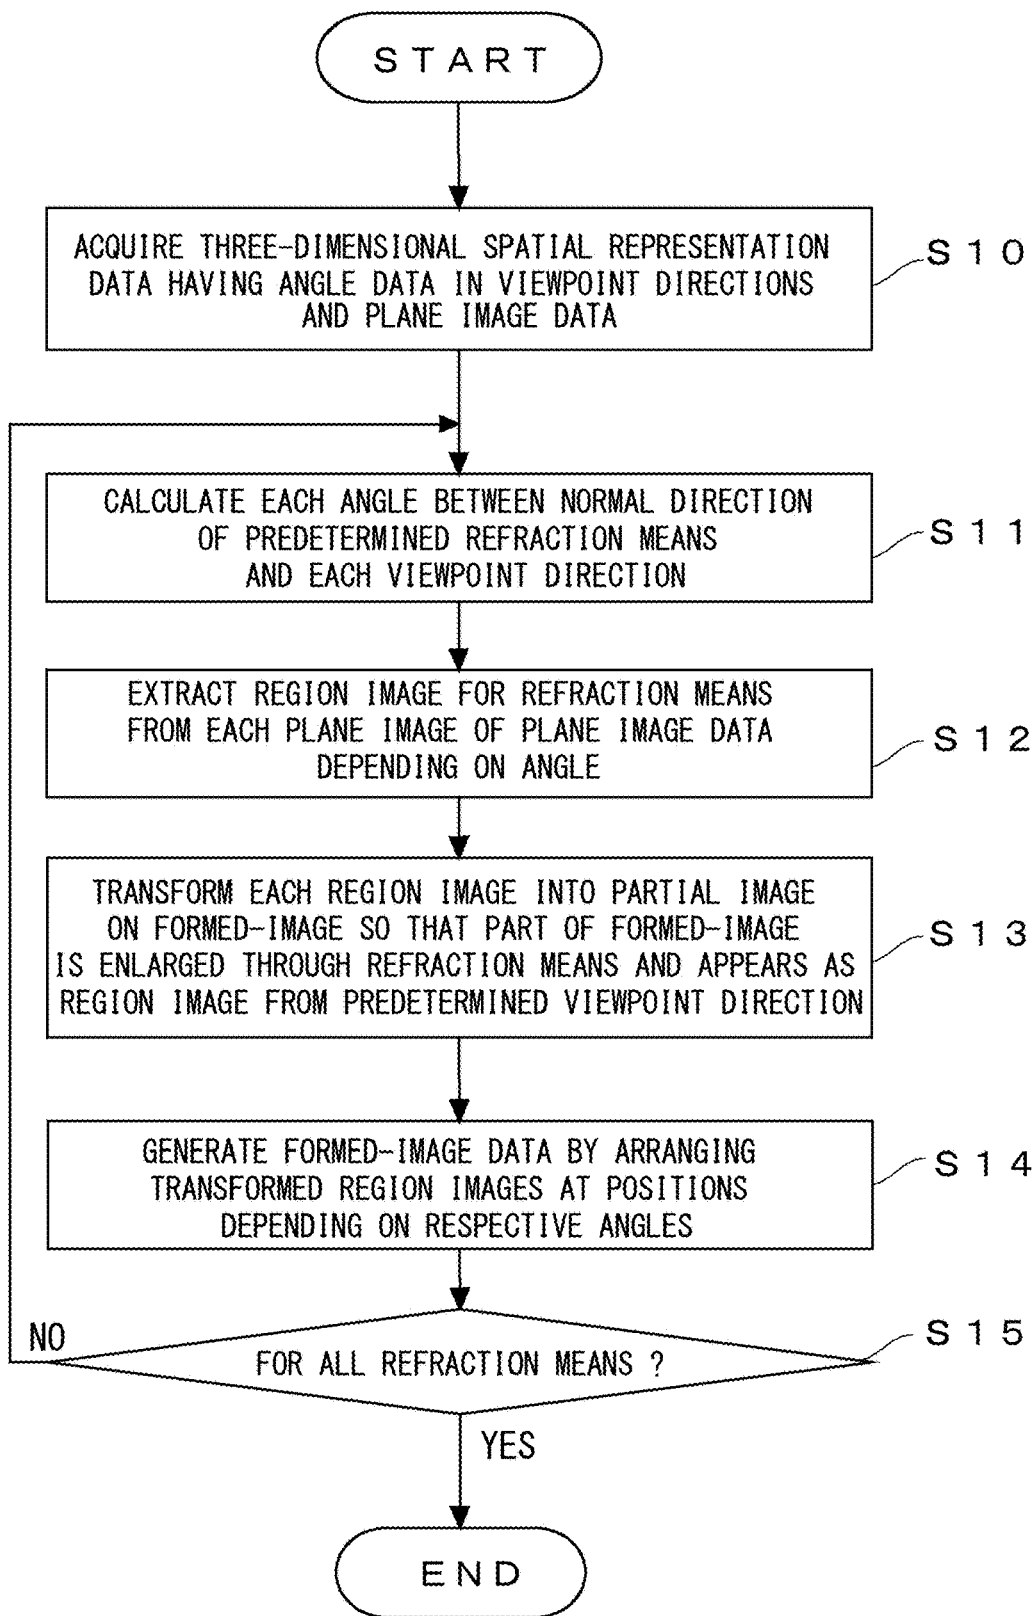 START
ACQUIRE THREE-DIMENSIONAL SPATIAL REPRESENTATION
DATA HAVING ANGLE DATA IN VIEWPOINT DIRECTIONS
AND PLANE IMAGE DATA
S10
CALCULATE EACH ANGLE BETWEEN NORMAL DIRECTION
OF PREDETERMINED REFRACTION MEANS
AND EACH VIEWPOINT DIRECTION
S11
EXTRACT REGION IMAGE FOR REFRACTION MEANS
FROM EACH PLANE IMAGE OF PLANE IMAGE DATA
DEPENDING ON ANGLE
S12
TRANSFORM EACH REGION IMAGE INTO PARTIAL IMAGE
ON FORMED-IMAGE SO THAT PART OF FORMED-IMAGE
IS ENLARGED THROUGH REFRACTION MEANS AND APPEARS AS
REGION IMAGE FROM PREDETERMINED VIEWPOINT DIRECTION
S13
GENERATE FORMED-IMAGE DATA BY ARRANGING
TRANSFORMED REGION IMAGES AT POSITIONS
DEPENDING ON RESPECTIVE ANGLES
S14
NO
FOR ALL REFRACTION MEANS ?
S15
YES
END